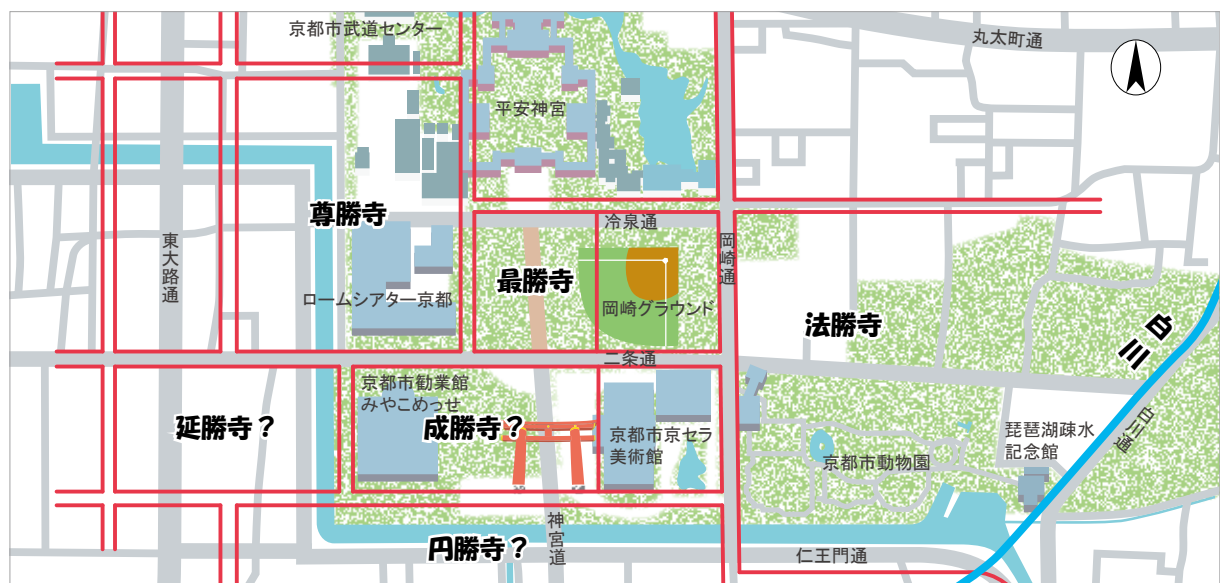 京都市武道センター
丸太町通
平安神宮
尊勝寺
冷泉通
東大路通
岡崎通
最勝寺
ロームシアター京都
岡崎グラウンド
法勝寺
白川
二条通
京都市勧業館
みやこめっせ
延勝寺?
成勝寺?
京都市京セラ
美術館
京都市動物園
琵琶湖疏水
記念館
白川通
神宮道
円勝寺?
仁王門通